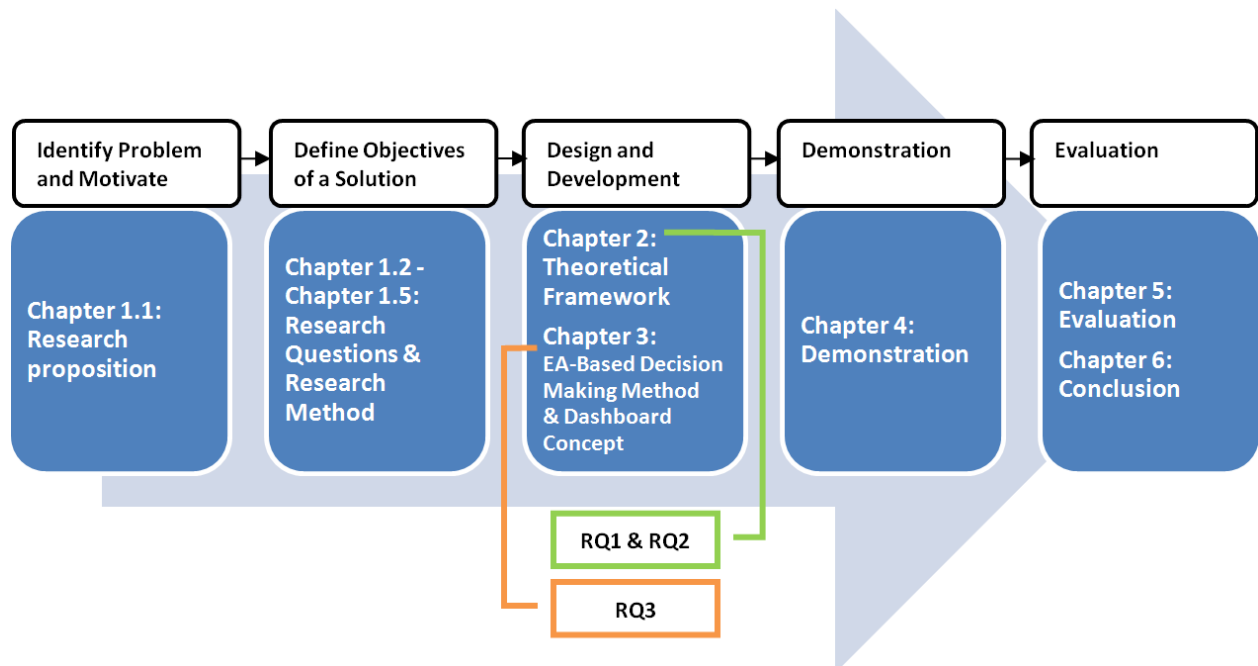 Identify Problem
and Motivate
Define Objectives
of a Solution
Design and
Development
Demonstration
Evaluation
Chapter 1.1:
Research
proposition
Chapter 1.2 -
Chapter 1.5:
Research
Questions &
Research
Method
Chapter 2:
Theoretical
Framework
Chapter 3:
EA-Based Decision
Making Method
& Dashboard
Concept
Chapter 4:
Demonstration
Chapter 5:
Evaluation
Chapter 6:
Conclusion
RQ1 & RQ2
RQ3